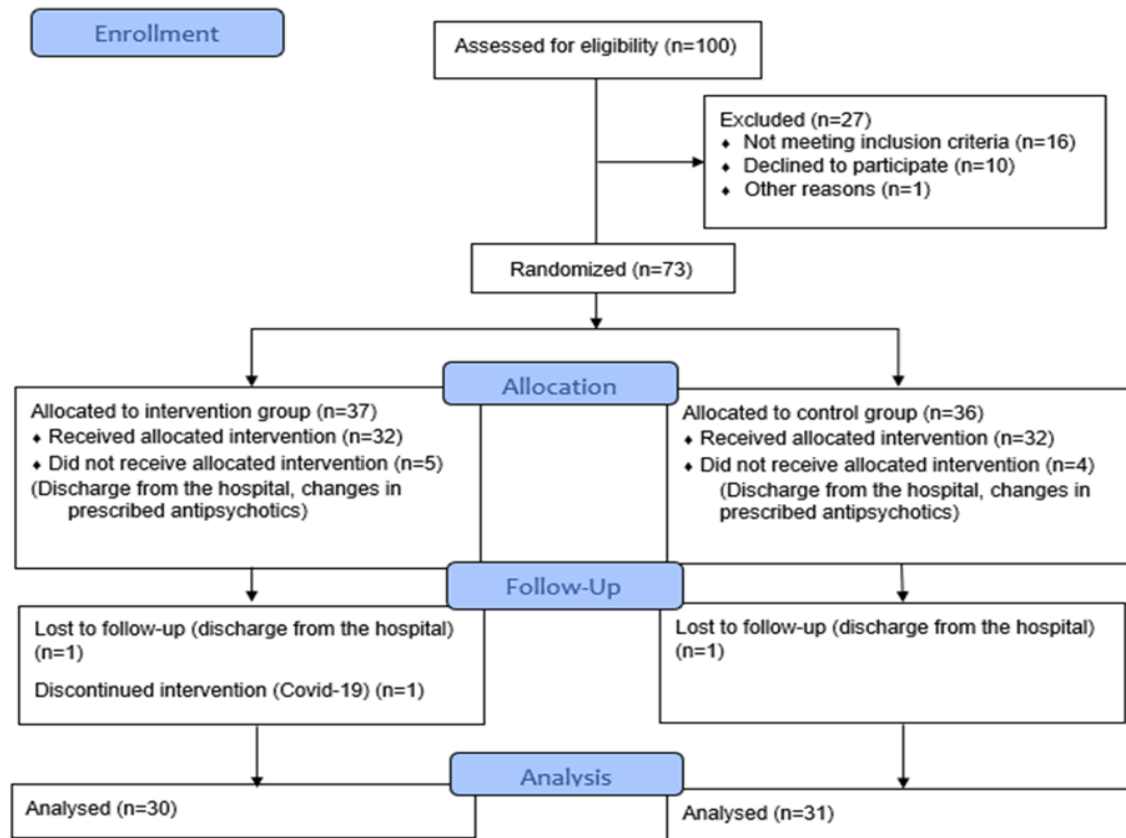 Enrollment
Assessed for eligibility (n=100)
Excluded (n=27)
♦ Not meeting inclusion criteria (n=16)
♦ Declined to participate (n=10)
♦ Other reasons (n=1)
Randomized (n=73)
Allocation
Allocated to intervention group (n=37)
♦ Received allocated intervention (n=32)
♦ Did not receive allocated intervention (n=5)
(Discharge from the hospital, changes in
prescribed antipsychotics)
Allocated to control group (n=36)
♦ Received allocated intervention (n=32)
♦ Did not receive allocated intervention (n=4)
(Discharge from the hospital, changes in
prescribed antipsychotics)
Follow-Up
Lost to follow-up (discharge from the hospital)
(n=1)
Discontinued intervention (Covid-19) (n=1)
Lost to follow-up (discharge from the hospital)
(n=1)
Analysis
Analysed (n=30)
Analysed (n=31)